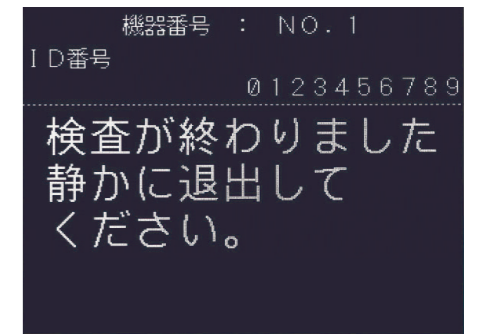 機器番号 : NO.1
ID番号
0123456789
検査が終わりました
静かに退出して
ください。